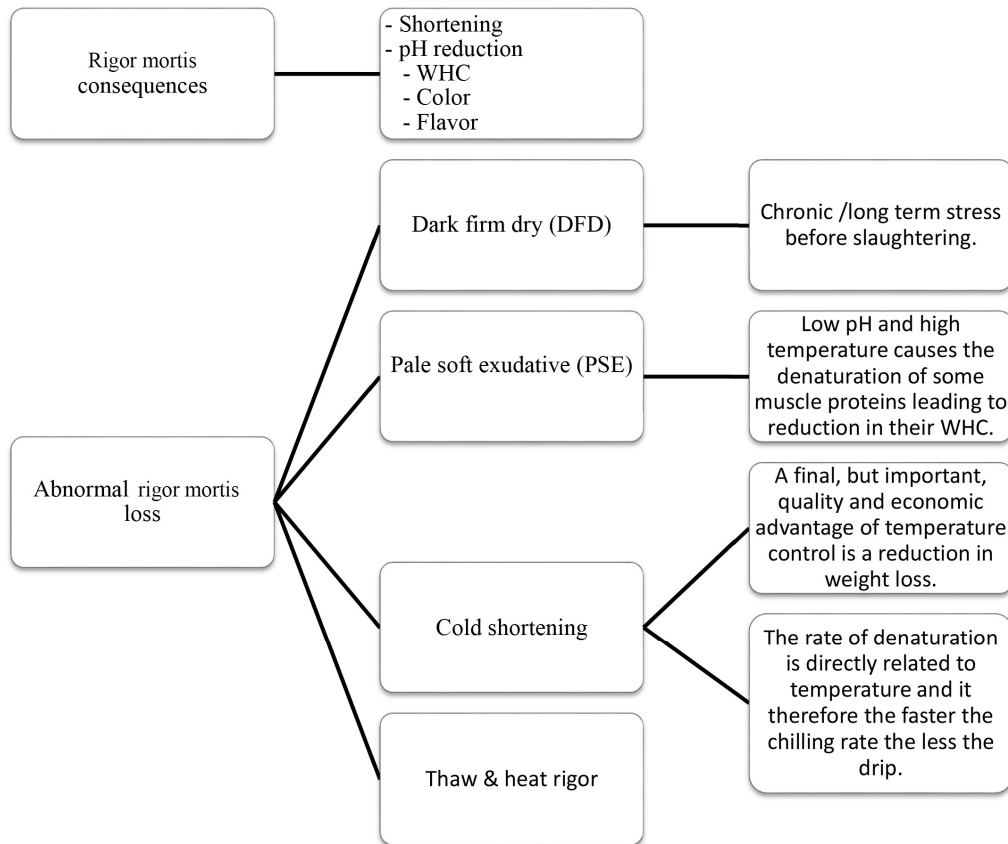 Rigor mortis
consequences
- Shortening
- pH reduction
- WHC
- Color
- Flavor
Dark firm dry (DFD)
Chronic /long term stress
before slaughtering.
Pale soft exudative (PSE)
Low pH and high
temperature causes the
denaturation of some
muscle proteins leading to
reduction in their WHC.
Abnormal rigor mortis
loss
Cold shortening
A final, but important,
quality and economic
advantage of temperature
control is a reduction in
weight loss.
The rate of denaturation
is directly related to
temperature and it
therefore the faster the
chilling rate the less the
drip.
Thaw & heat rigor